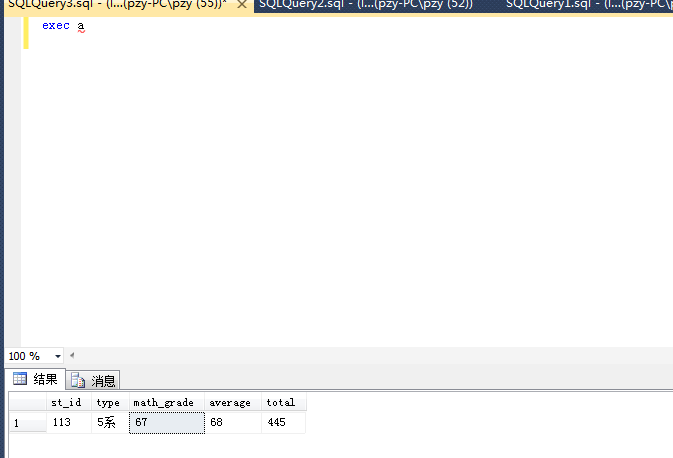 SQLQuery3.sql - (l...(pzy-PC\pzy (55))* SQLQuery2.sql - (l...(pzy-PC\pzy (52)) SQLQuery1.sql - (l...(pzy-PC\p
exec a
100 %
结果 消息
st_id type math_grade average total
1 113 5系 67 68 445